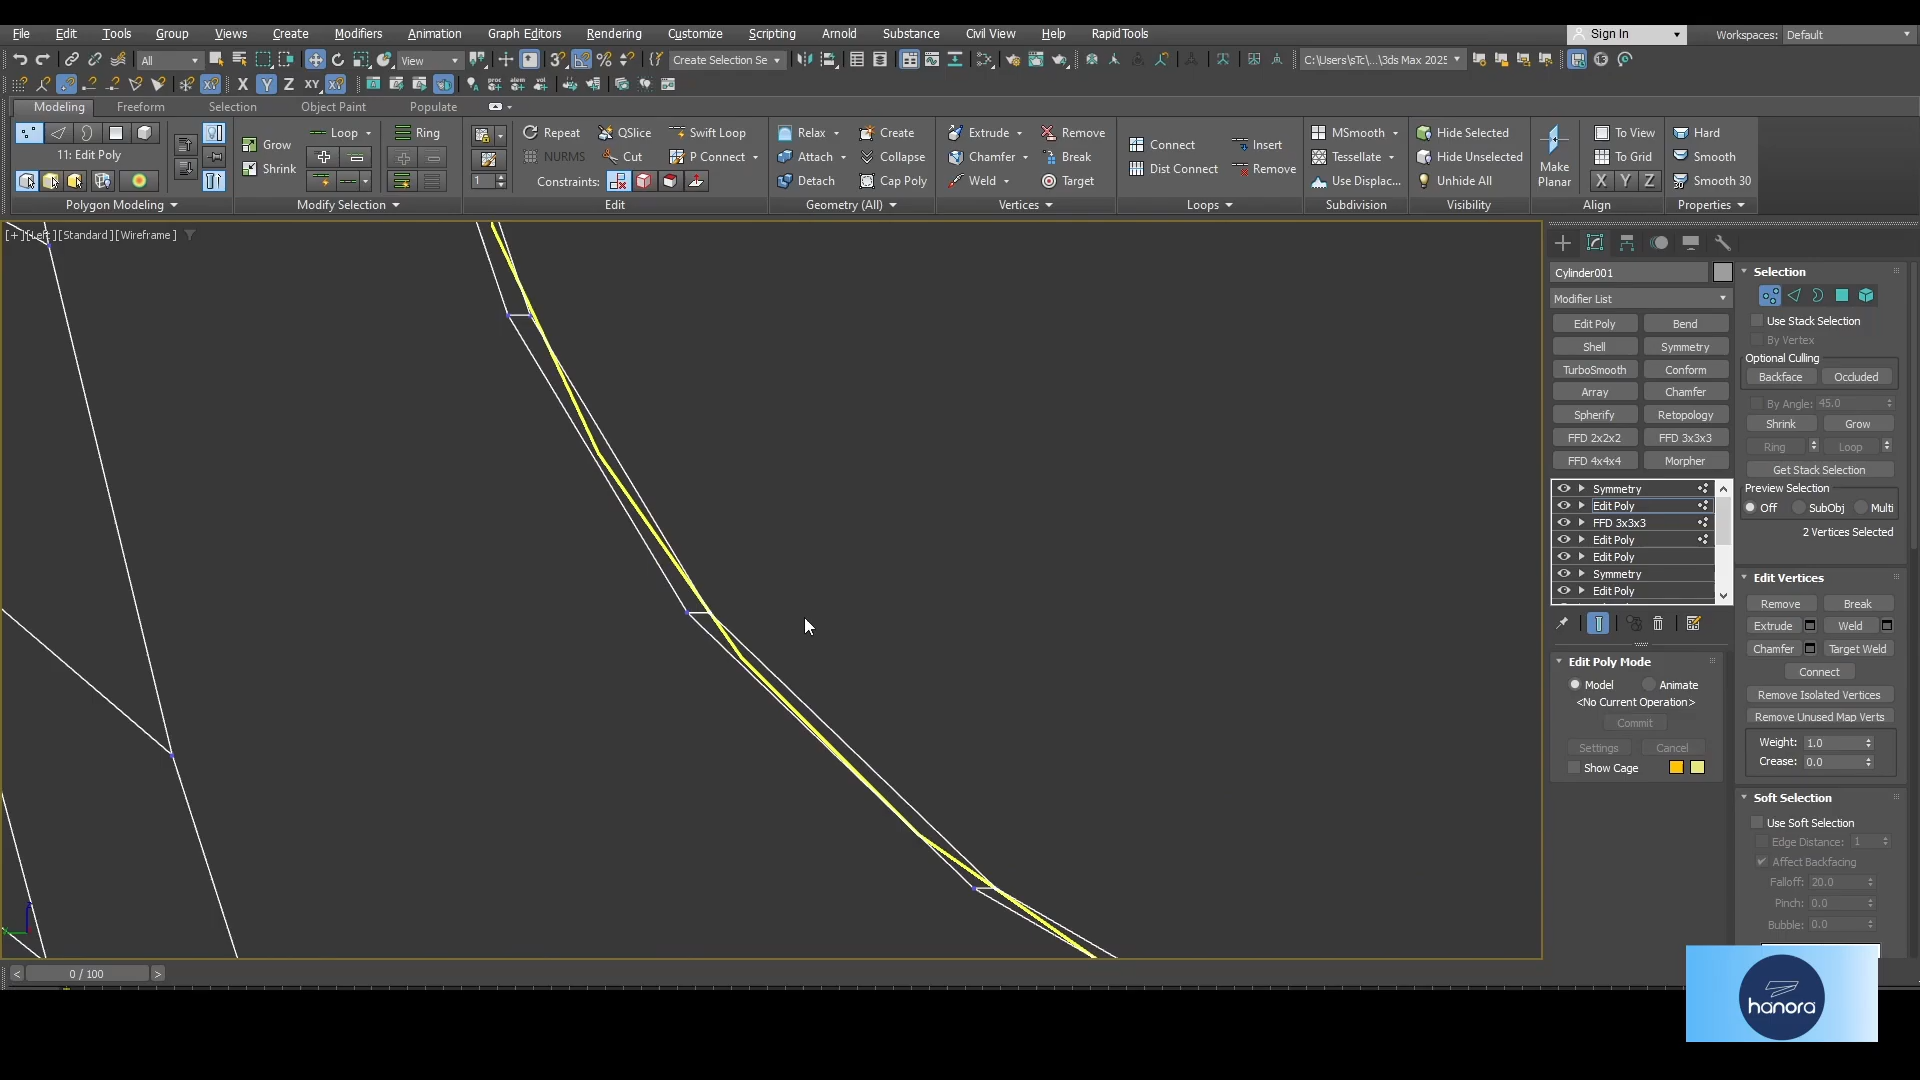 File Edit Tools Group Views Create Modifiers Animation Graph Editors Rendering Customize Scripting Arnold Substance Civil View Help RapidTools Sign In Workspaces: Default
All View Create Selection Se C:\Users\sTc\...\3ds Max 2025
X Y Z XY
Modeling Freeform Selection Object Paint Populate
Loop Ring Repeat QSlice Swift Loop Relax Create Extrude Remove MSmooth Hide Selected To View Hard
11: Edit Poly Grow Shrink NURMS Cut P Connect Attach Collapse Chamfer Break Connect Insert Tessellate Hide Unselected Make Planar To Grid Smooth
1 Constraints: Detach Cap Poly Weld Target Dist Connect Remove Use Displac... Unhide All X Y Z Smooth 30
Polygon Modeling Modify Selection Edit Geometry (All) Vertices Loops Subdivision Visibility Align Properties
[+][Left][Standard][Wireframe]
Cylinder001
Modifier List
Edit Poly Bend
Shell Symmetry
TurboSmooth Conform
Array Chamfer
Spherify Retopology
FFD 2x2x2 FFD 3x3x3
FFD 4x4x4 Morpher
Symmetry
Edit Poly
FFD 3x3x3
Edit Poly
Edit Poly
Symmetry
Edit Poly
Edit Poly Mode
Model Animate
<No Current Operation>
Commit
Settings Cancel
Show Cage
Selection
Use Stack Selection
By Vertex
Optional Culling
Backface Occluded
By Angle: 45.0
Shrink Grow
Ring Loop
Get Stack Selection
Preview Selection
Off SubObj Multi
2 Vertices Selected
Edit Vertices
Remove Break
Extrude Weld
Chamfer Target Weld
Connect
Remove Isolated Vertices
Remove Unused Map Verts
Weight: 1.0
Crease: 0.0
Soft Selection
Use Soft Selection
Edge Distance: 1
Affect Backfacing
Falloff: 20.0
Pinch: 0.0
Bubble: 0.0
< 0 / 100 >
hanora